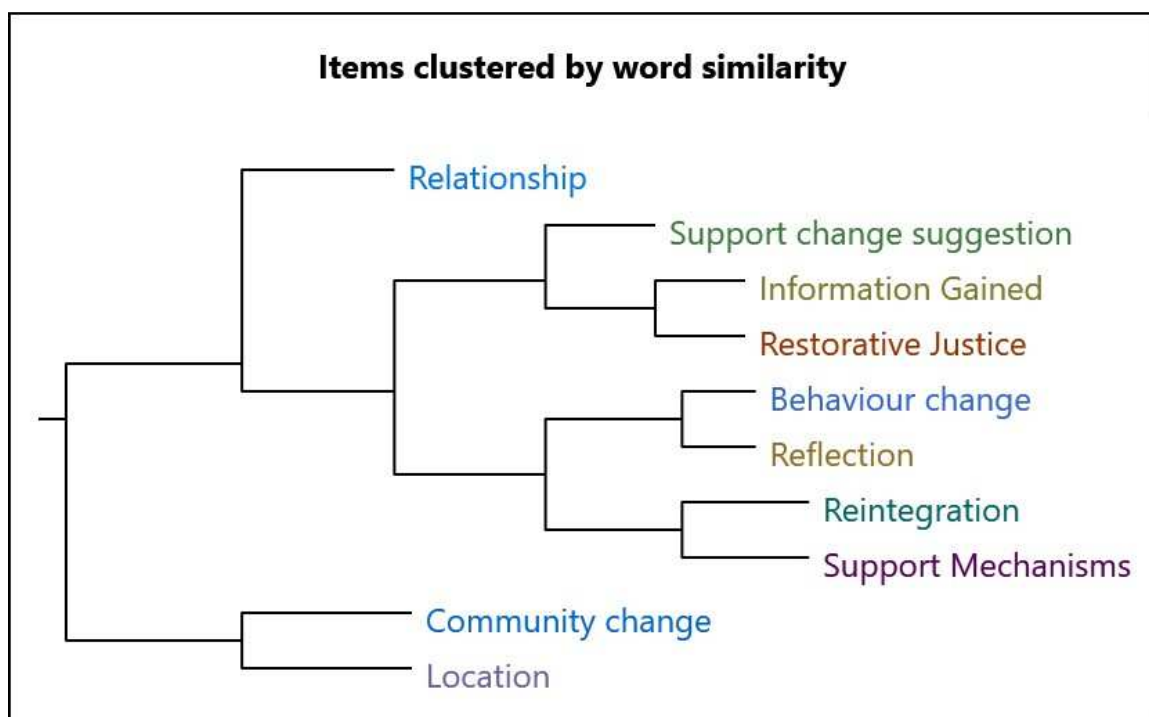 Items clustered by word similarity
Relationship
Support change suggestion
Information Gained
Restorative Justice
Behaviour change
Reflection
Reintegration
Support Mechanisms
Community change
Location